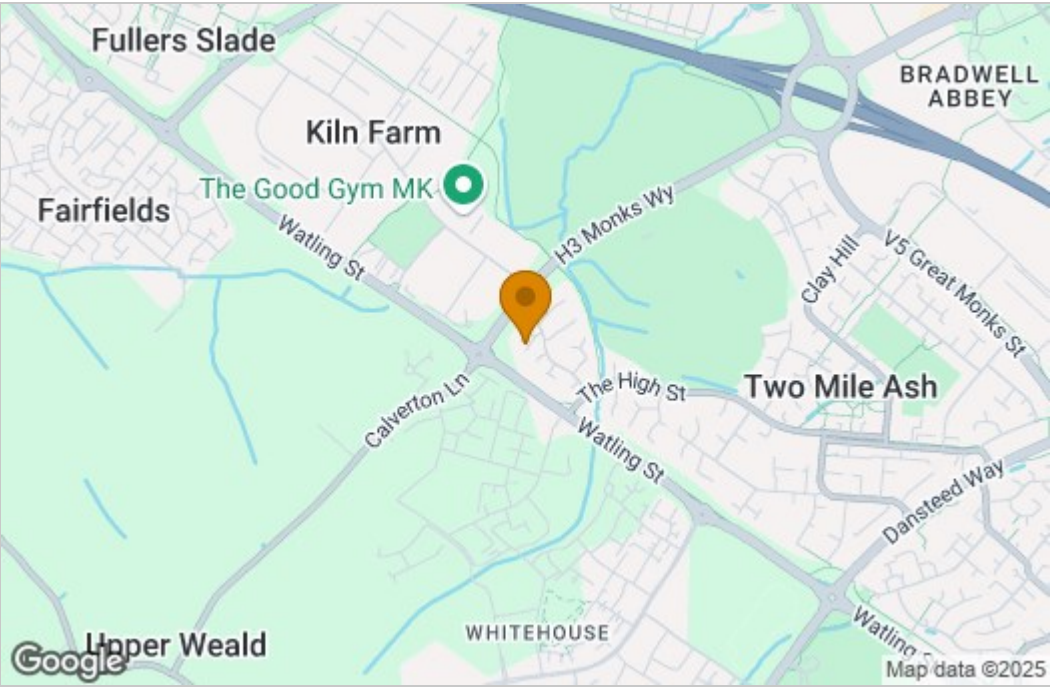 Fullers Slade
BRADWELL
ABBEY
Kiln Farm
The Good Gym MK
Fairfields
H3 Monks Wy
Watling St
Clay Hill
V5 Great Monks St
The High St
Two Mile Ash
Calverton Ln
Watling St
Dansteed Way
WHITEHOUSE
Watling
Upper Weald
Google
Map data ©2025